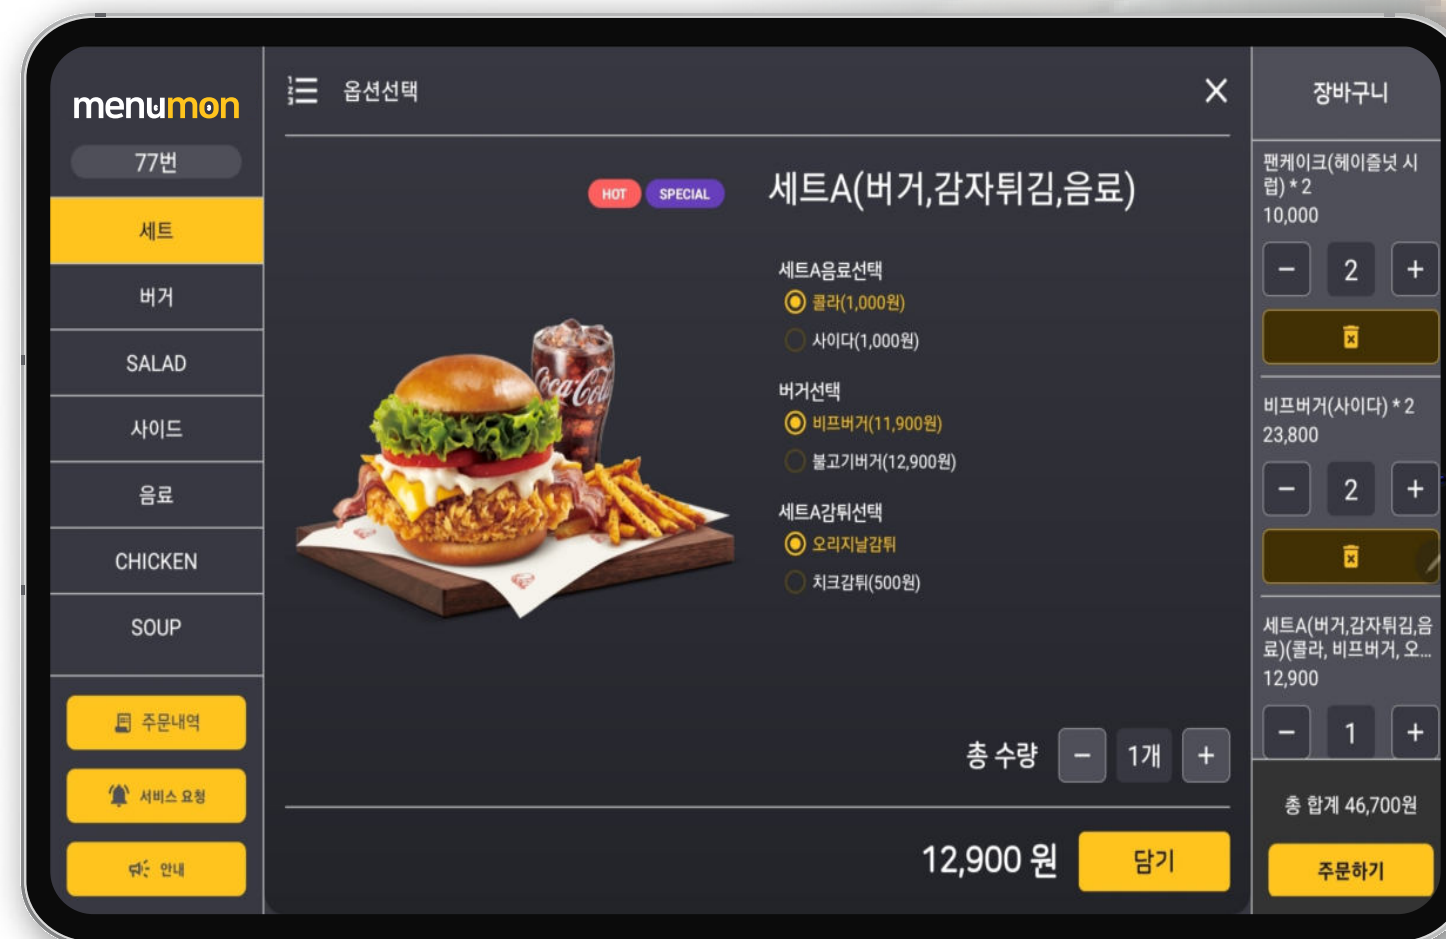 menumon
77번
세트
버거
SALAD
사이드
음료
CHICKEN
SOUP
주문내역
서비스 요청
안내
옵션선택
HOT
SPECIAL
세트A(버거,감자튀김,음료)
Coca-Cola
세트A음료선택
콜라(1,000원)
사이다(1,000원)
버거선택
비프버거(11,900원)
불고기버거(12,900원)
세트A감튀선택
오리지날감튀
치크감튀(500원)
총 수량
-
1개
+
12,900 원
담기
장바구니
팬케이크(헤이즐넛 시
럽) * 2
10,000
-
2
+
비프버거(사이다) * 2
23,800
-
2
+
세트A(버거,감자튀김,음
료)(콜라, 비프버거, 오...
12,900
-
1
+
총 합계 46,700원
주문하기